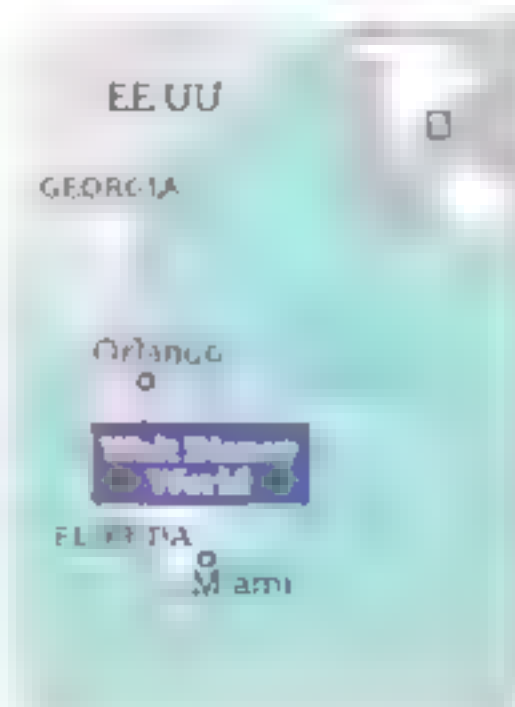 EE UU
GEORGIA
Orlando
Walt Disney
World
FLORIDA
Miami